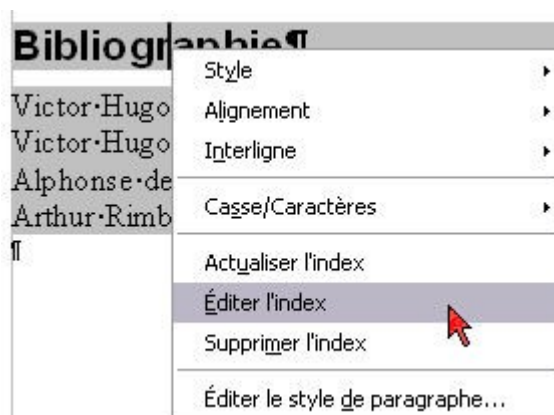 Bibliographie¶
Victor·Hugo
Victor·Hugo
Alphonse·de
Arthur·Rimb
¶
Style
Alignement
Interligne
Casse/Caractères
Actualiser l'index
Éditer l'index
Supprimer l'index
Éditer le style de paragraphe...